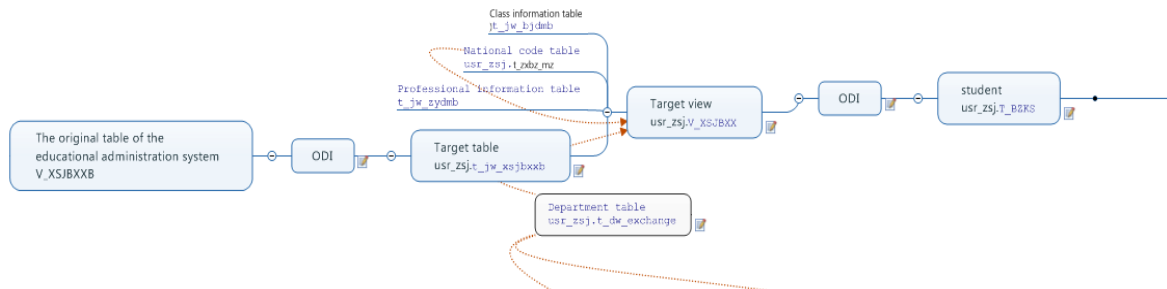 Class information table
jt_jw_bjdmb
National code table
usr_zsj.t_zxbz_mz
Professional information table
t_jw_zydmb
The original table of the
educational administration system
V_XSJBXXB
ODI
Target table
usr_zsj.t_jw_xsjbxxb
Target view
usr_zsj.V_XSJBXX
ODI
student
usr_zsj.T_BZKS
Department table
usr_zsj.t_dw_exchange